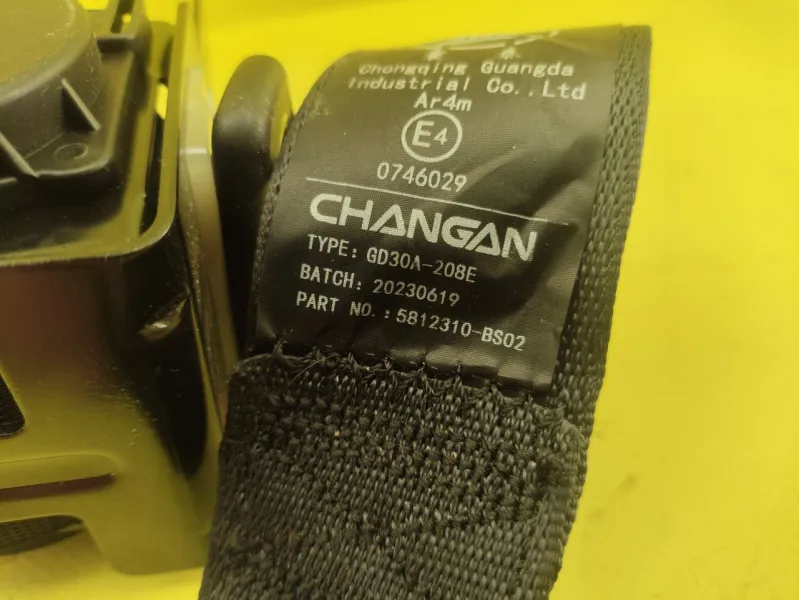 Chongqing Guangda
Industrial Co.,Ltd
Ar4m
E4
0746029
CHANGAN
TYPE: GD30A-208E
BATCH: 20230619
PART NO.: 5812310-BS02